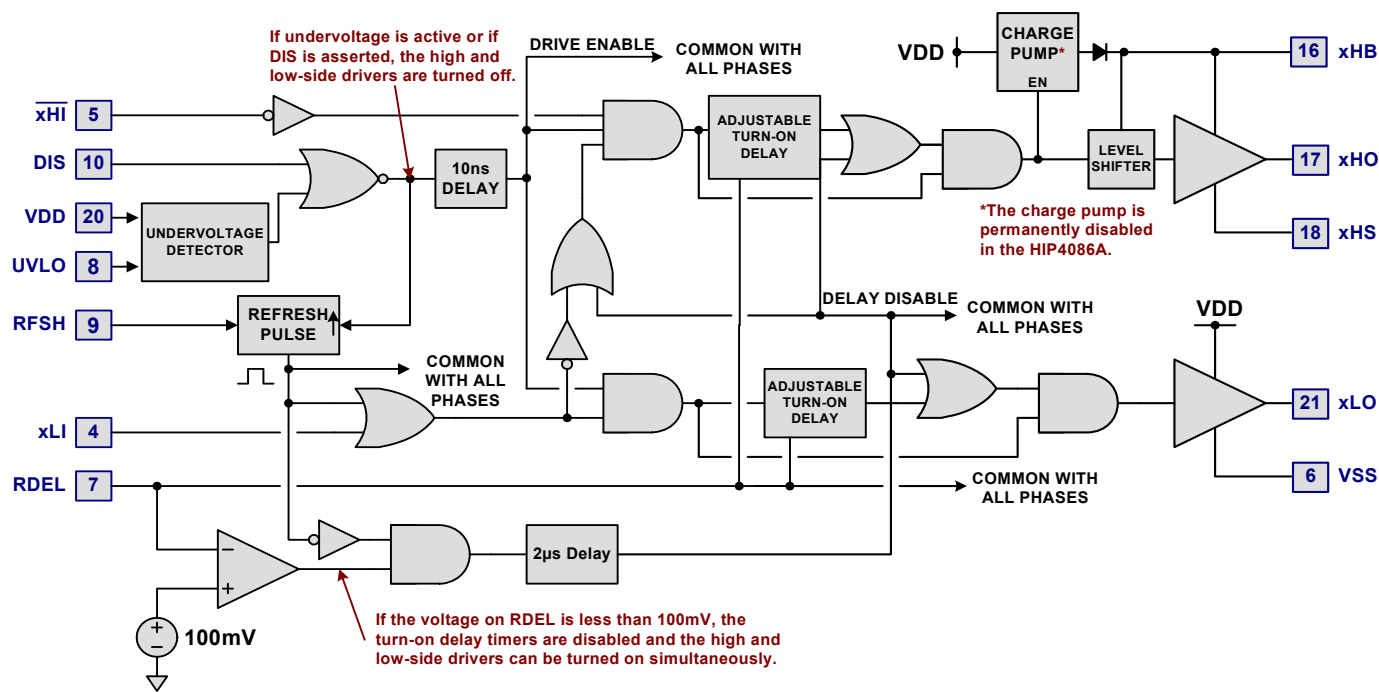 If undervoltage is active or if
DIS is asserted, the high and
low-side drivers are turned off.
DRIVE ENABLE
COMMON WITH
ALL PHASES
VDD
CHARGE
PUMP*
EN
16 xHB
xHI 5
ADJUSTABLE
TURN-ON
DELAY
DIS 10
10ns
DELAY
LEVEL
SHIFTER
17 xHO
VDD 20
UNDERVOLTAGE
DETECTOR
UVLO 8
*The charge pump is
permanently disabled
in the HIP4086A.
18 xHS
RFSH 9
REFRESH
PULSE
DELAY DISABLE
COMMON WITH
ALL PHASES
VDD
COMMON
WITH ALL
PHASES
ADJUSTABLE
TURN-ON
DELAY
21 xLO
xLI 4
RDEL 7
COMMON WITH
ALL PHASES
6 VSS
2µs Delay
−
+
+
−
100mV
If the voltage on RDEL is less than 100mV, the
turn-on delay timers are disabled and the high and
low-side drivers can be turned on simultaneously.